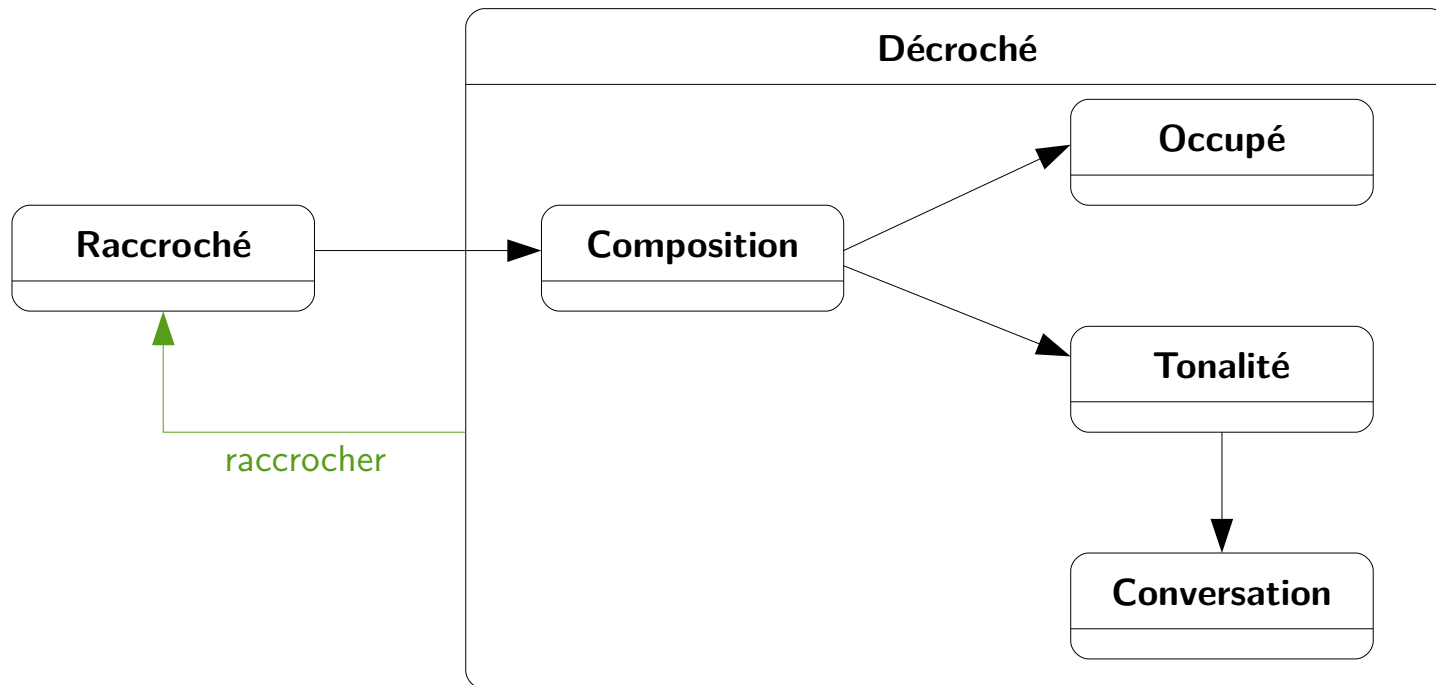 Décroché
Occupé
Raccroché
Composition
Tonalité
raccrocher
Conversation